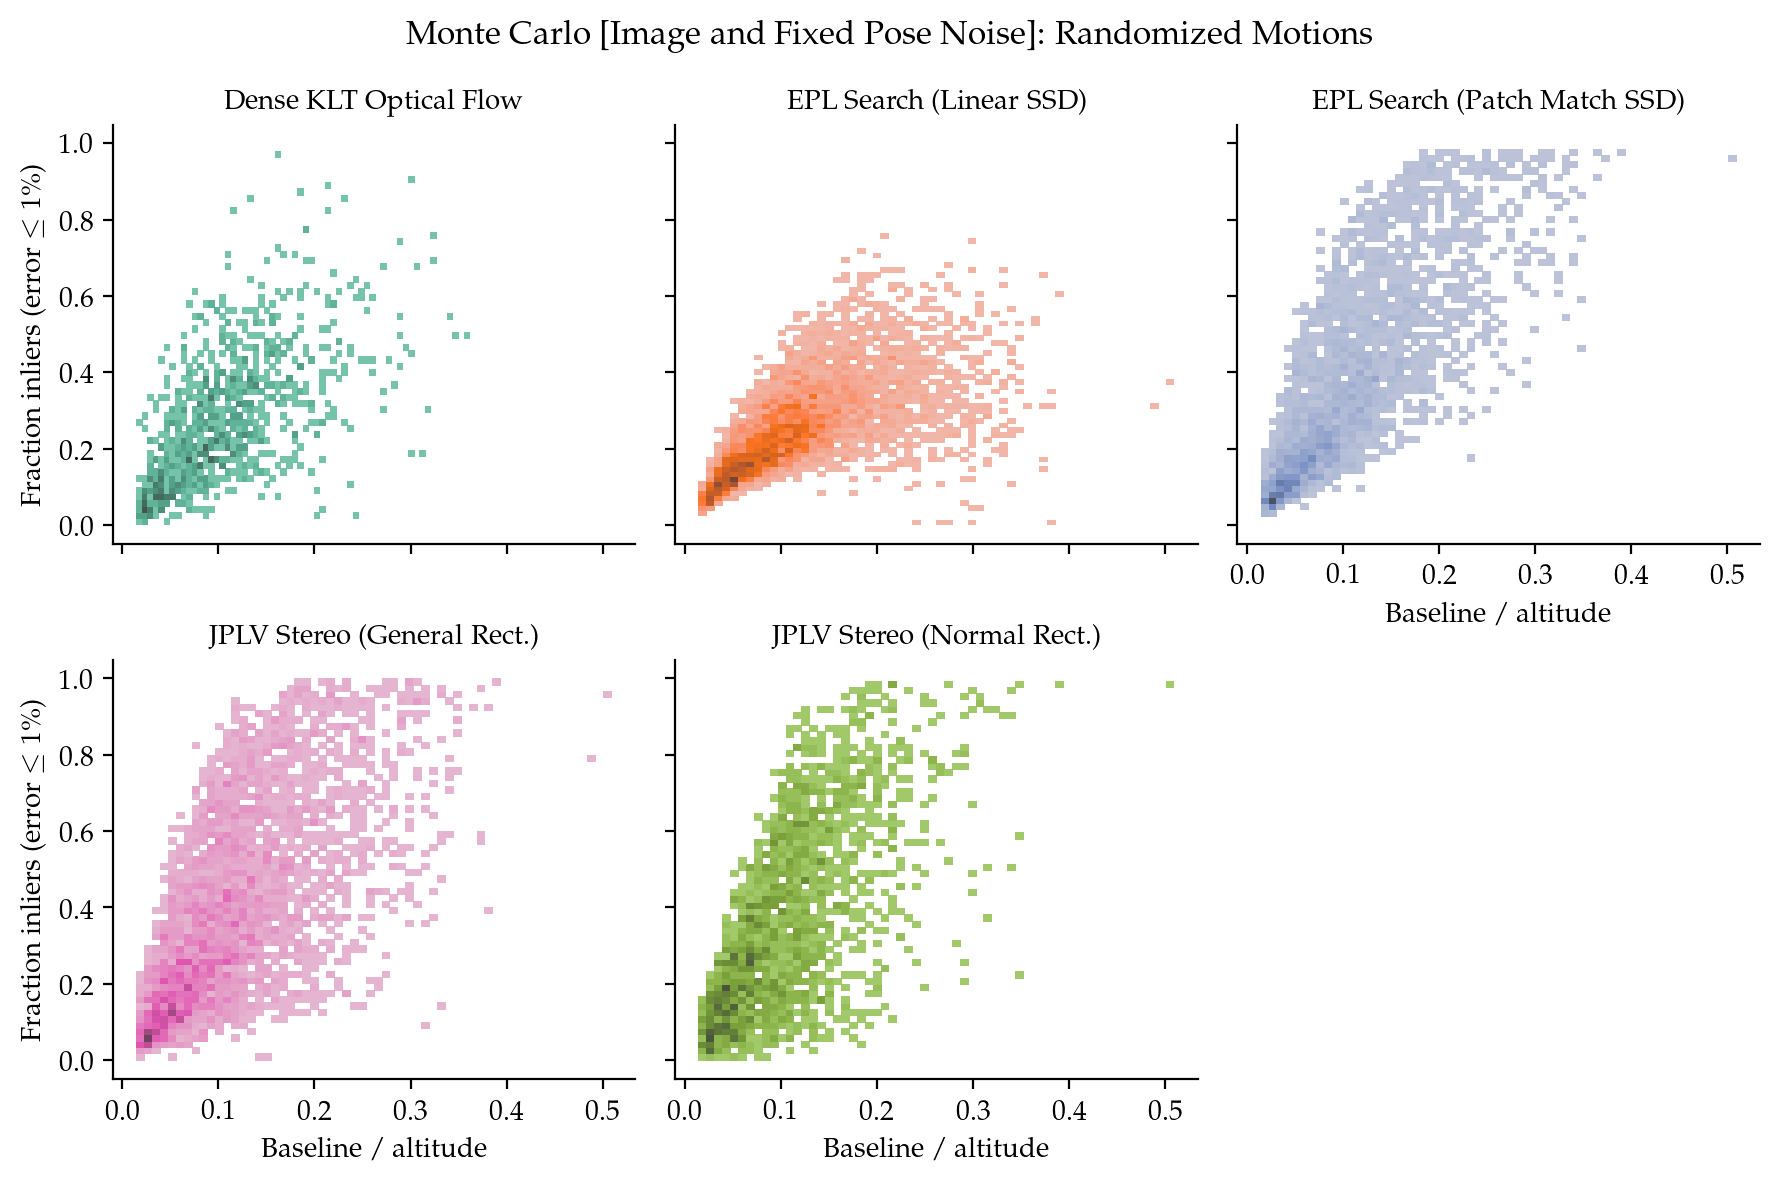 Monte Carlo [Image and Fixed Pose Noise]: Randomized Motions
Dense KLT Optical Flow
EPL Search (Linear SSD)
EPL Search (Patch Match SSD)
Fraction inliers (error ≤ 1%)
1.0
0.8
0.6
0.4
0.2
0.0
0.0 0.1 0.2 0.3 0.4 0.5
Baseline / altitude
JPLV Stereo (General Rect.)
JPLV Stereo (Normal Rect.)
Fraction inliers (error ≤ 1%)
1.0
0.8
0.6
0.4
0.2
0.0
0.0 0.1 0.2 0.3 0.4 0.5
Baseline / altitude
0.0 0.1 0.2 0.3 0.4 0.5
Baseline / altitude